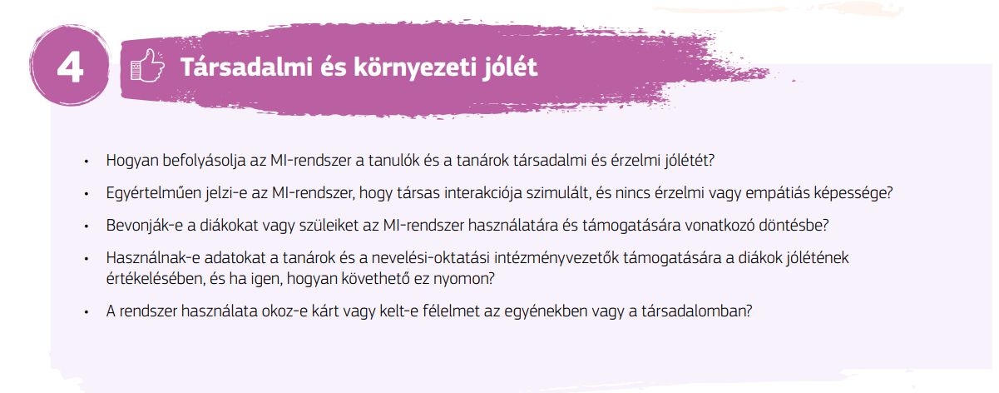 4
Társadalmi és környezeti jólét
• Hogyan befolyásolja az MI-rendszer a tanulók és a tanárok társadalmi és érzelmi jólétét?
• Egyértelműen jelzi-e az MI-rendszer, hogy társas interakciója szimulált, és nincs érzelmi vagy empátiás képessége?
• Bevonják-e a diákokat vagy szüleiket az MI-rendszer használatára és támogatására vonatkozó döntésbe?
• Használnak-e adatokat a tanárok és a nevelési-oktatási intézményvezetők támogatására a diákok jólétének
értékelésében, és ha igen, hogyan követhető ez nyomon?
• A rendszer használata okoz-e kárt vagy kelt-e félelmet az egyénekben vagy a társadalomban?